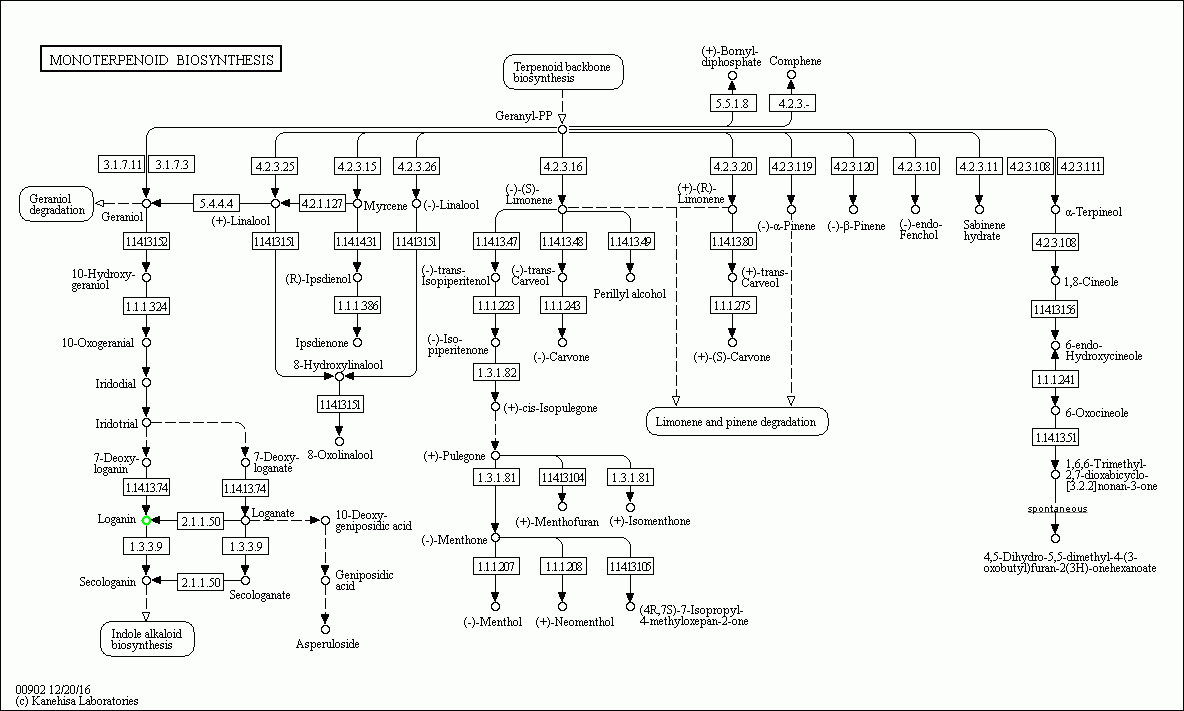 MONOTERPENOID BIOSYNTHESIS
Terpenoid backbone
biosynthesis
(+)-Bornyl-
diphosphate
Comphene
5.5.1.8
4.2.3.-
Geranyl-PP
3.1.7.11
3.1.7.3
4.2.3.25
4.2.3.15
4.2.3.26
4.2.3.16
4.2.3.20
4.2.3.119
4.2.3.120
4.2.3.10
4.2.3.11
4.2.3.108
4.2.3.111
Geraniol
degradation
Geraniol
5.4.4.4
(+)-Linalool
4.2.1.127
Myrcene
(-)-Linalool
(-)-(S)-
Limonene
(+)-(R)-
Limonene
(-)-α-Pinene
(-)-β-Pinene
(-)-endo-
Fenchol
Sabinene
hydrate
α-Terpineol
1.14.13.152
1.14.13.151
1.14.14.31
1.14.13.151
1.14.13.47
1.14.13.48
1.14.13.49
1.14.13.80
4.2.3.108
10-Hydroxy-
geraniol
(R)-Ipsdienol
(-)-trans-
Isopiperitenol
(-)-trans-
Carveol
Perillyl alcohol
(+)-trans-
Carveol
1,8-Cineole
1.1.1.324
1.1.1.386
1.1.1.223
1.1.1.243
1.1.1.275
1.14.13.156
10-Oxogeranial
Ipsdienone
(-)-Iso-
piperitenone
(-)-Carvone
(+)-(S)-Carvone
6-endo-
Hydroxycineole
8-Hydroxylinalool
1.3.1.82
1.1.1.241
Iridodial
1.14.13.151
(+)-cis-Isopulegone
Limonene and pinene degradation
6-Oxocineole
Iridotrial
1.14.13.51
7-Deoxy-
loganin
7-Deoxy-
loganate
8-Oxolinalool
(+)-Pulegone
1,6,6-Trimethyl-
2,7-dioxabicyclo-
[3.2.2]nonan-3-one
1.14.13.74
1.14.13.74
1.3.1.81
1.14.13.104
1.3.1.81
Loganin
2.1.1.50
Loganate
10-Deoxy-
geniposidic acid
(+)-Menthofuran
(+)-Isomenthone
spontaneous
1.3.3.9
1.3.3.9
(-)-Menthone
4,5-Dihydro-5,5-dimethyl-4-(3-
oxobutyl)furan-2(3H)-onehexanoate
1.1.1.207
1.1.1.208
1.14.13.105
Secologanin
2.1.1.50
Secologanate
Geniposidic
acid
(-)-Menthol
(+)-Neomenthol
(4R,7S)-7-Isopropyl-
4-methyloxepan-2-one
Indole alkaloid
biosynthesis
Asperuloside
00902 12/20/16
(c) Kanehisa Laboratories